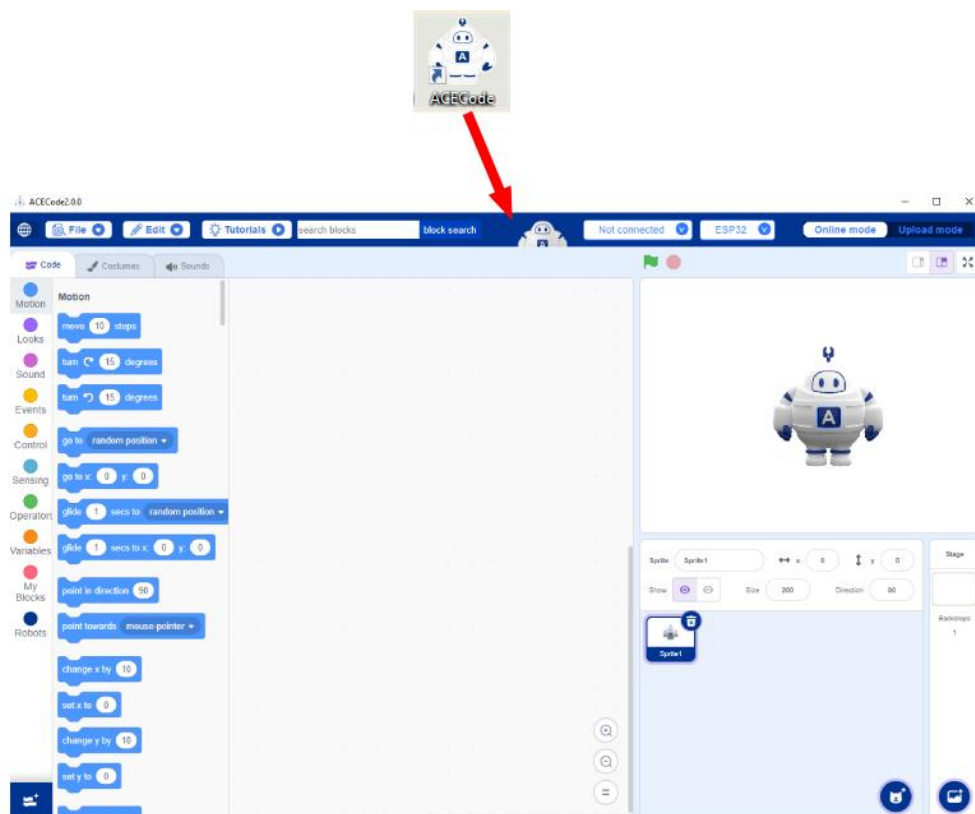 A
ACECode
ACECode2.0.0
File
Edit
Tutorials
search blocks
block search
A
Not connected
V
ESP32
V
Online mode
Upload mode
Code
Costumes
Sounds
Motion
Looks
Sound
Events
Control
Sensing
Operators
Variables
My
Blocks
Robots
Motion
move 10 steps
turn 15 degrees
turn 15 degrees
go to random position
go to x: 0 y: 0
glide 1 secs to random position
glide 1 secs to x: 0 y: 0
point in direction 90
point towards mouse-pointer
change x by 10
set x to 0
change y by 10
set y to 0
A
Sprite Sprite1 x 0 y 0
Show Size 200 Direction 90
Sprite1
Stage
Backdrops
1